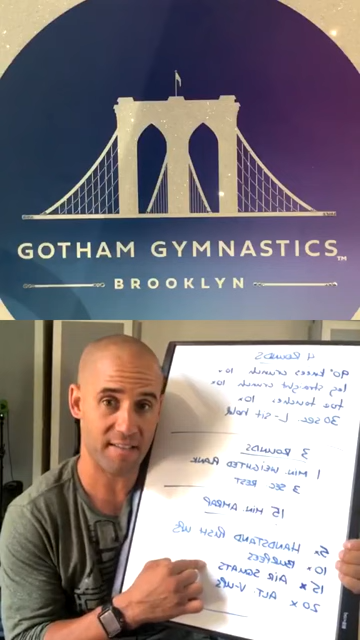 GOTHAM GYMNASTICS™
BROOKLYN
4 ROUNDS
90° knees crunch 10x
leg straight crunch 10x
toe touches 10x
30 sec L-sit hold
3 ROUNDS
1 MIN. WEIGHTED PLANK
3 SEC REST
15 MIN. AMRAP
5x HANDSTAND PUSH UPS
10x BURPEES
15x AIR SQUATS
20x ALT V-UPS